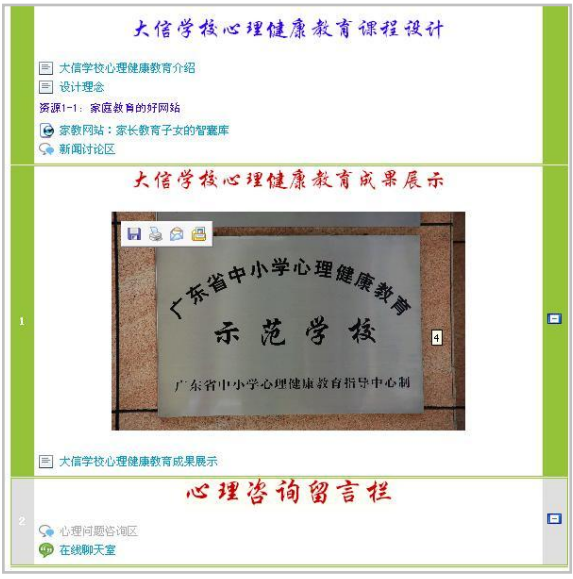 大信学校心理健康教育课程设计
大信学校心理健康教育介绍
设计理念
资源1-1：家庭教育的好网站
家教网站：家长教育子女的智囊库
新闻讨论区
大信学校心理健康教育成果展示
广东省中小学心理健康教育
示范学校
广东省中小学心理健康教育指导中心制
4
1
大信学校心理健康教育成果展示
心理咨询留言栏
2
心理问题咨询区
在线聊天室